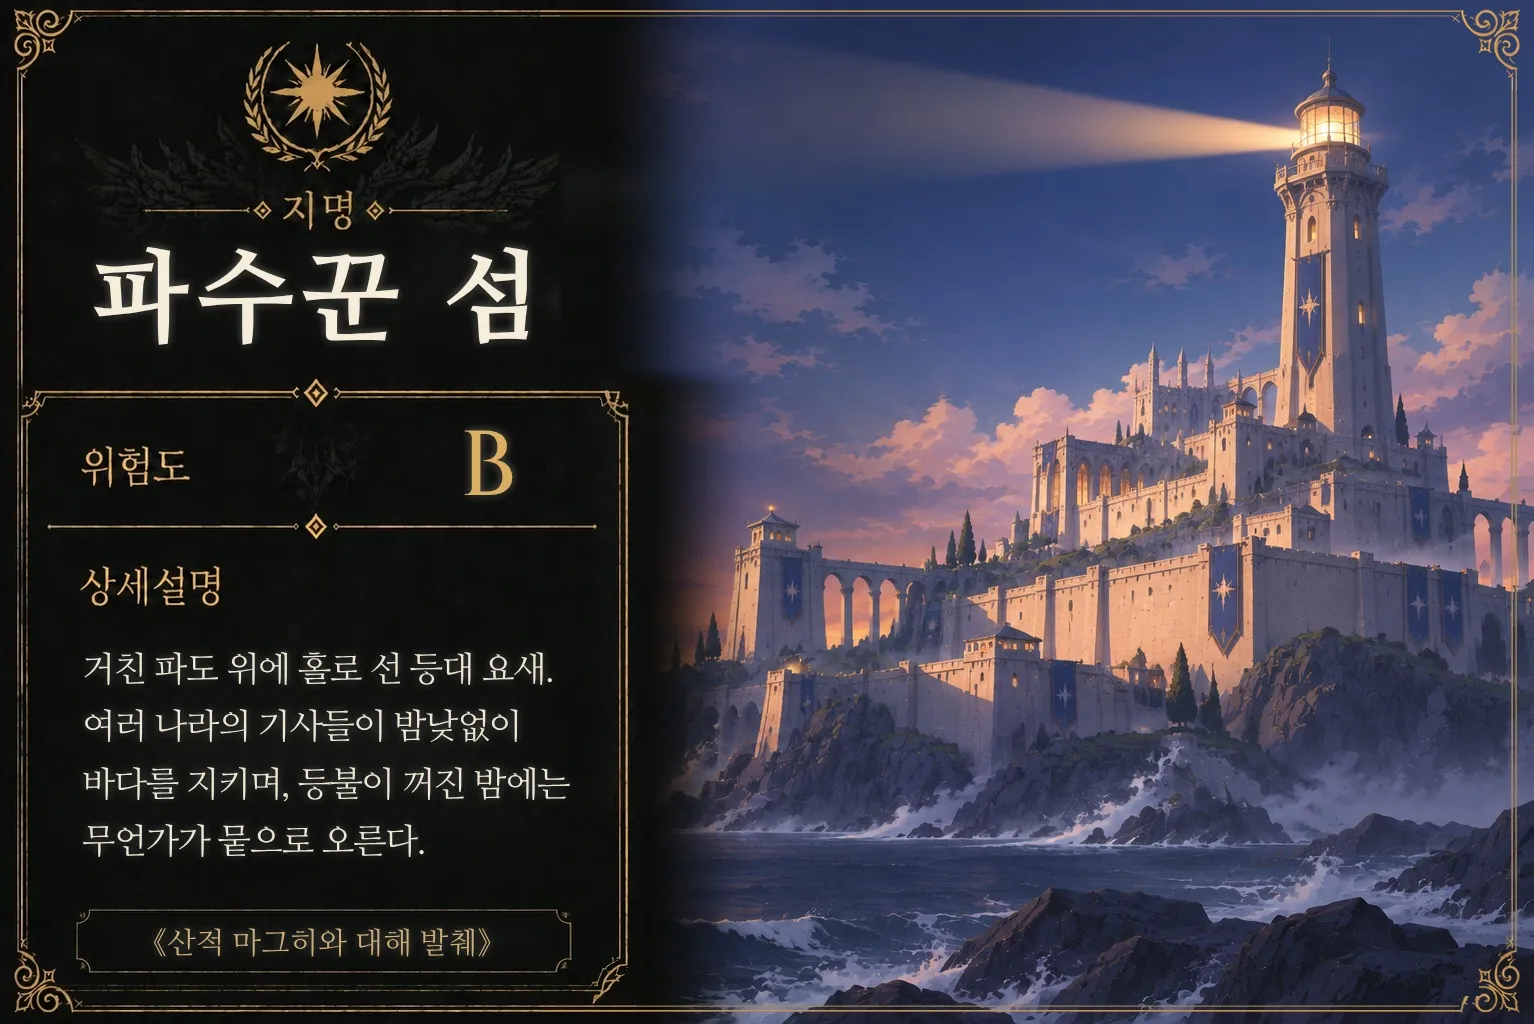 지명
파수꾼 섬
위험도
B
상세설명
거친 파도 위에 홀로 선 등대 요새.
여러 나라의 기사들이 밤낮없이
바다를 지키며, 등불이 꺼진 밤에는
무언가가 뭍으로 오른다.
《산적 마그히와 대해 발췌》